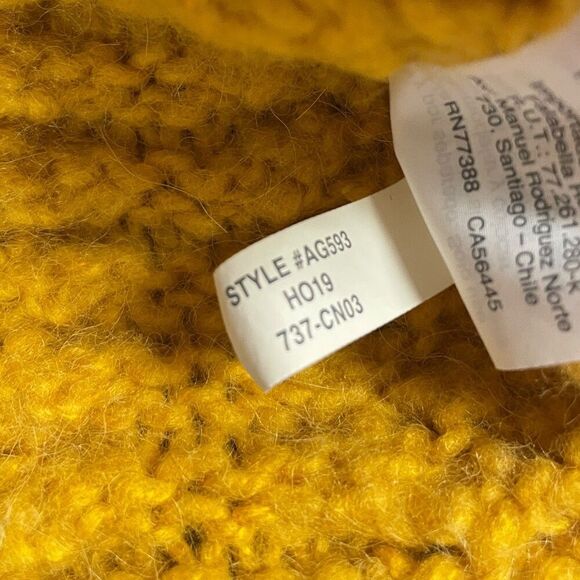 STYLE #AG593
HO19
737-CN03
U.T.: 77.261 280-K
Manuel Rodriguez Norte
730, Santiago – Chile
RN77388 CA56445